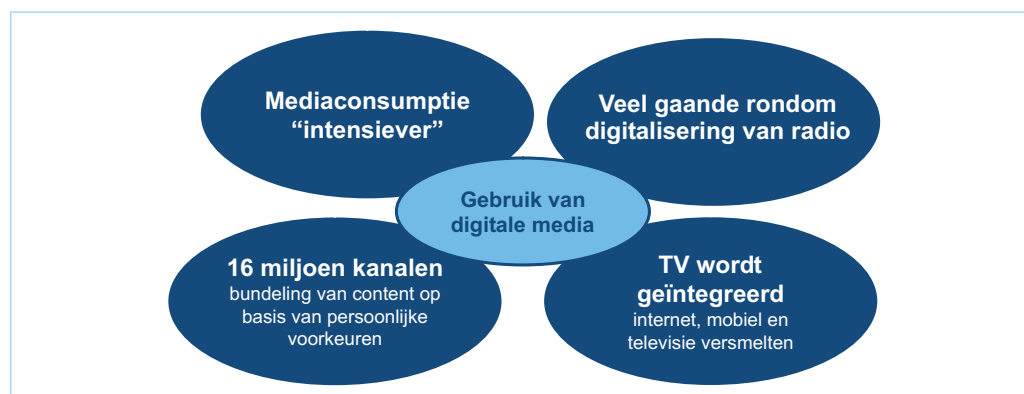 Mediaconsumptie
“intensiever”
Veel gaande rondom
digitalisering van radio
Gebruik van
digitale media
16 miljoen kanalen
bundeling van content op
basis van persoonlijke
voorkeuren
TV wordt
geïntegreerd
internet, mobiel en
televisie versmelten